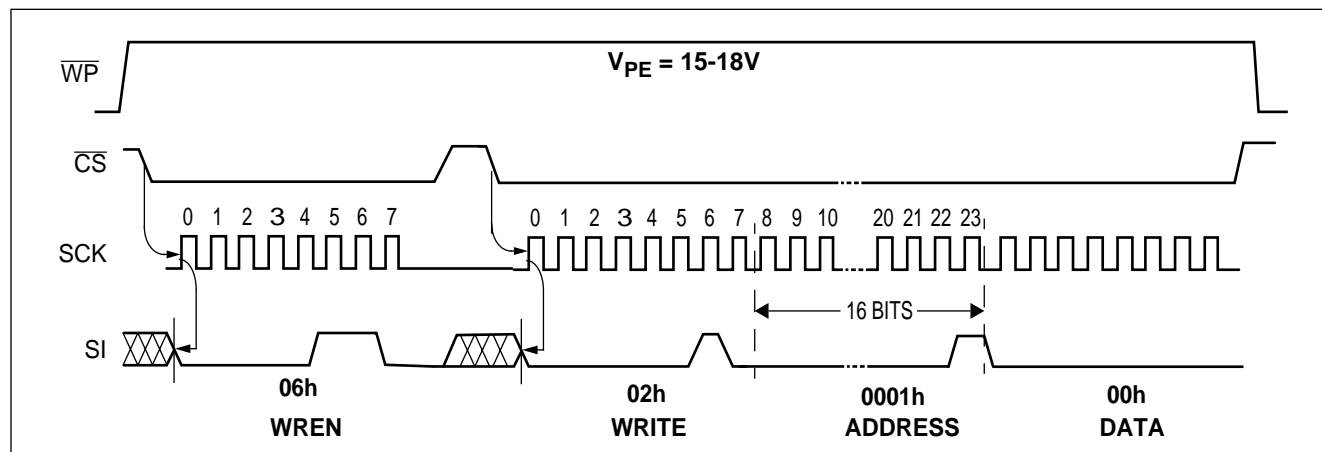 WP
V_PE = 15-18V
CS
0 1 2 3 4 5 6 7
0 1 2 3 4 5 6 7 8 9 10 20 21 22 23
SCK
16 BITS
SI
06h 02h 0001h 00h
WREN WRITE ADDRESS DATA